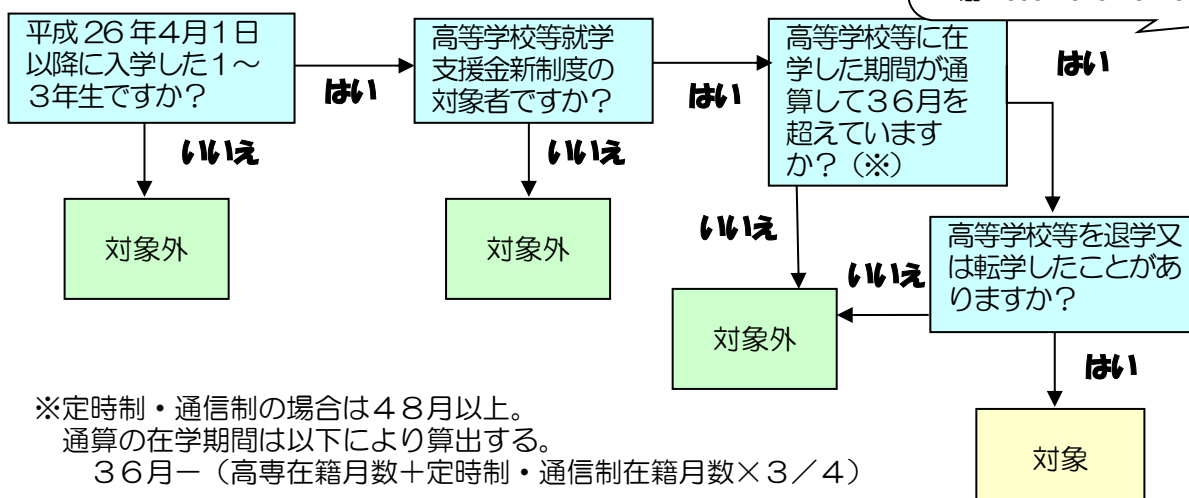 平成26年4月1日
以降に入学した1～
3年生ですか？
はい
いいえ
対象外
高等学校等就学
支援金新制度の
対象者ですか？
はい
いいえ
対象外
高等学校等に在
学した期間が通
算して36月を
超えています
か？（※）
はい
いいえ
対象外
高等学校等を退学又
は転学したことがあ
りますか？
いいえ
はい
対象
※定時制・通信制の場合は48月以上。
通算の在学期間は以下により算出する。
36月－（高専在籍月数＋定時制・通信制在籍月数×3／4）